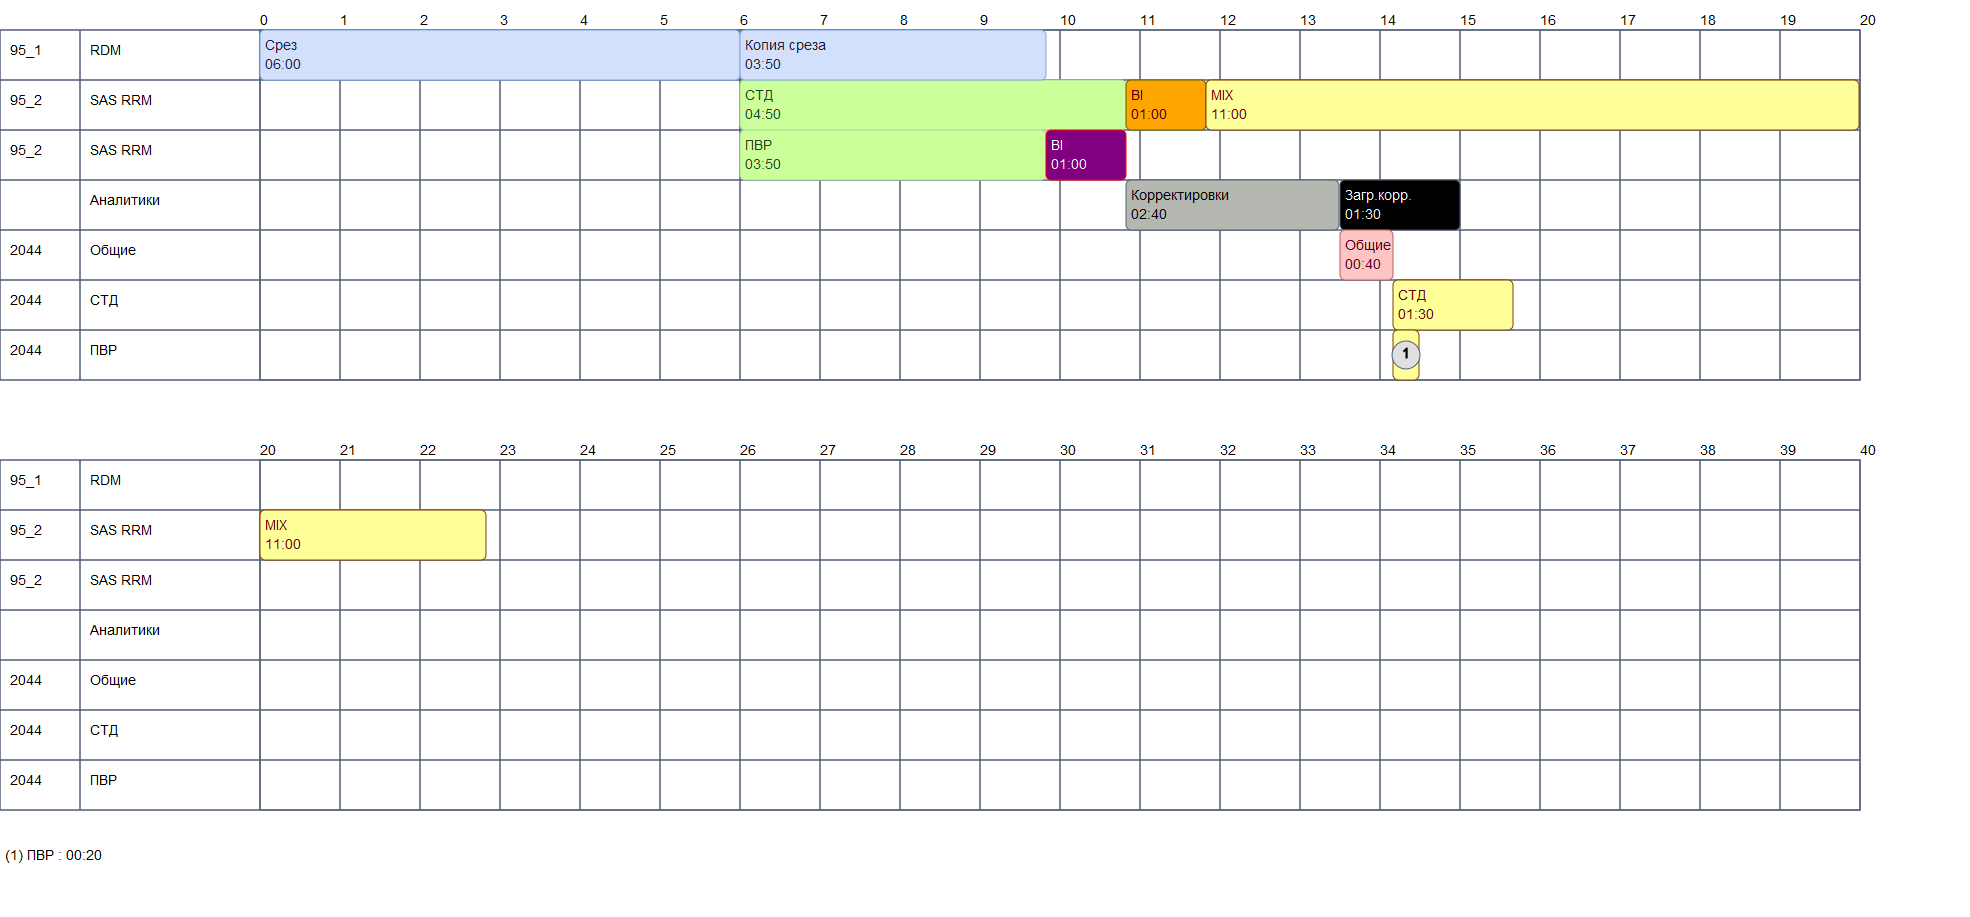 0 1 2 3 4 5 6 7 8 9 10 11 12 13 14 15 16 17 18 19 20
95_1 RDM Срез Копия среза
06:00 03:50
95_2 SAS RRM СТД BI MIX
04:50 01:00 11:00
95_2 SAS RRM ПВР BI
03:50 01:00
Аналитики Корректировки Загр.корр.
02:40 01:30
2044 Общие Общие
00:40
2044 СТД СТД
01:30
2044 ПВР 1
20 21 22 23 24 25 26 27 28 29 30 31 32 33 34 35 36 37 38 39 40
95_1 RDM
95_2 SAS RRM MIX
11:00
95_2 SAS RRM
Аналитики
2044 Общие
2044 СТД
2044 ПВР
(1) ПВР : 00:20